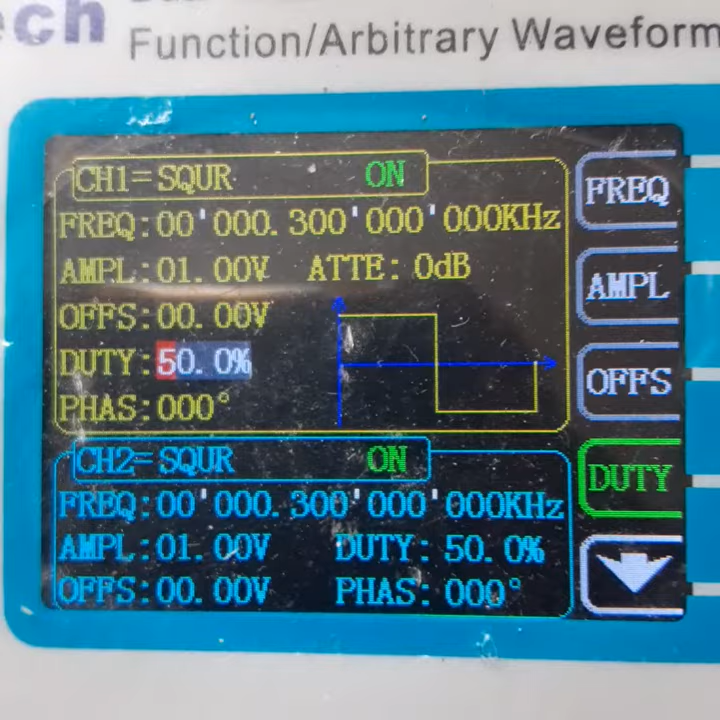 ech
Function/Arbitrary Waveform
CH1=SQUR ON
FREQ:00'000.300'000'000KHz
AMPL:01.00V ATTE: 0dB
OFFS:00.00V
DUTY:50.0%
PHAS:000°
CH2=SQUR ON
FREQ:00'000.300'000'000KHz
AMPL:01.00V DUTY: 50.0%
OFFS:00.00V PHAS: 000°
FREQ
AMPL
OFFS
DUTY